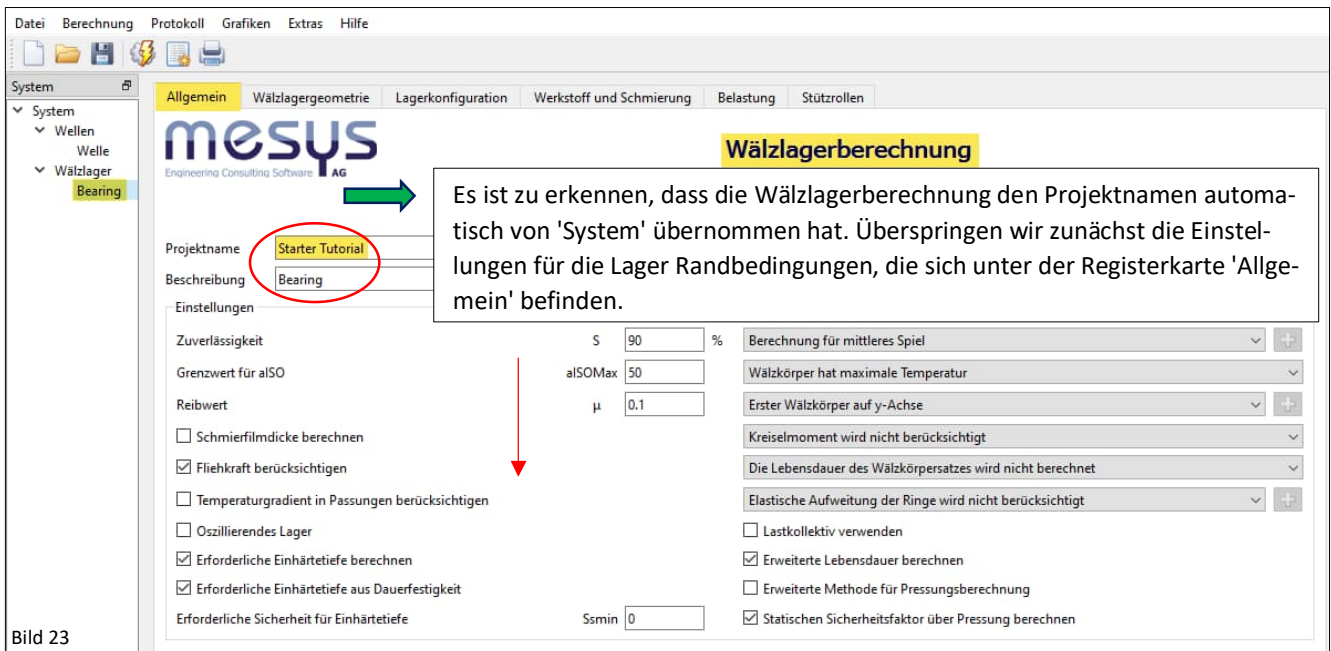 Datei Berechnung Protokoll Grafiken Extras Hilfe
System
System
Wellen
Welle
Wälzlager
Bearing
Allgemein Wälzlagergeometrie Lagerkonfiguration Werkstoff und Schmierung Belastung Stützrollen
mesys
Engineering Consulting Software AG
Wälzlagerberechnung
Es ist zu erkennen, dass die Wälzlagerberechnung den Projektnamen automa-
tisch von 'System' übernommen hat. Überspringen wir zunächst die Einstel-
lungen für die Lager Randbedingungen, die sich unter der Registerkarte 'Allge-
mein' befinden.
Projektname Starter Tutorial
Beschreibung Bearing
Einstellungen
Zuverlässigkeit S 90 % Berechnung für mittleres Spiel
Grenzwert für aISO aISOMax 50 Wälzkörper hat maximale Temperatur
Reibwert µ 0.1 Erster Wälzkörper auf y-Achse
Schmierfilmdicke berechnen Kreiselmoment wird nicht berücksichtigt
Fliehkraft berücksichtigen Die Lebensdauer des Wälzkörpersatzes wird nicht berechnet
Temperaturgradient in Passungen berücksichtigen Elastische Aufweitung der Ringe wird nicht berücksichtigt
Oszillierendes Lager Lastkollektiv verwenden
Erforderliche Einhärtetiefe berechnen Erweiterte Lebensdauer berechnen
Erforderliche Einhärtetiefe aus Dauerfestigkeit Erweiterte Methode für Pressungsberechnung
Erforderliche Sicherheit für Einhärtetiefe Ssmin 0 Statischen Sicherheitsfaktor über Pressung berechnen
Bild 23